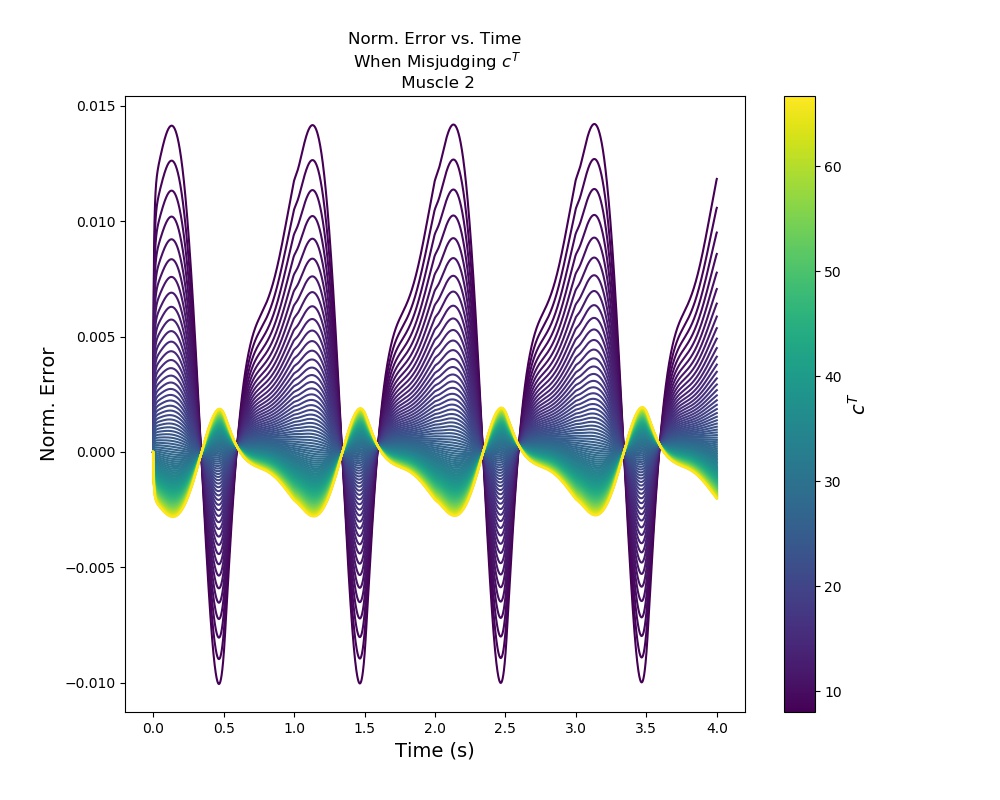 Norm. Error vs. Time
When Misjudging c^T
Muscle 2
0.015
0.010
0.005
0.000
−0.005
−0.010
Norm. Error
0.0 0.5 1.0 1.5 2.0 2.5 3.0 3.5 4.0
Time (s)
60
50
40
30
20
10
c^T